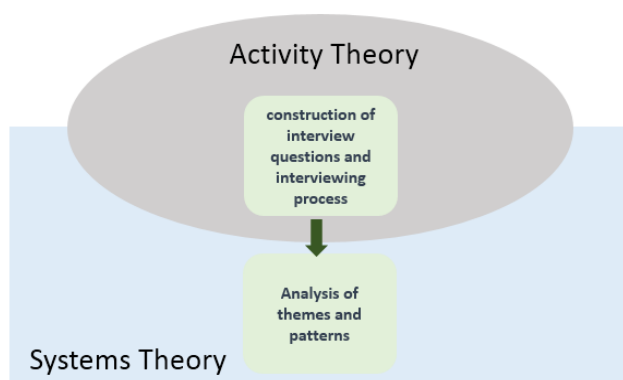 Activity Theory
construction of
interview
questions and
interviewing
process
Analysis of
themes and
patterns
Systems Theory